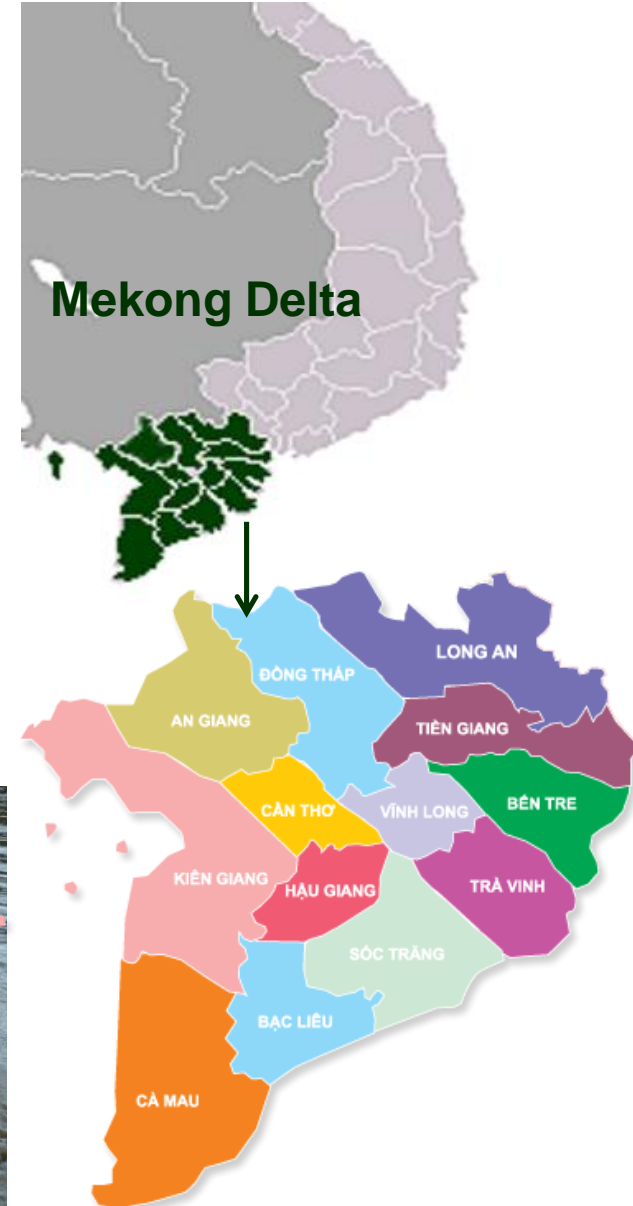 Mekong Delta
LONG AN
ĐỒNG THÁP
AN GIANG
TIỀN GIANG
CẦN THƠ
VĨNH LONG
BẾN TRE
KIÊN GIANG
HẬU GIANG
TRÀ VINH
SÓC TRĂNG
BẠC LIÊU
CÀ MAU